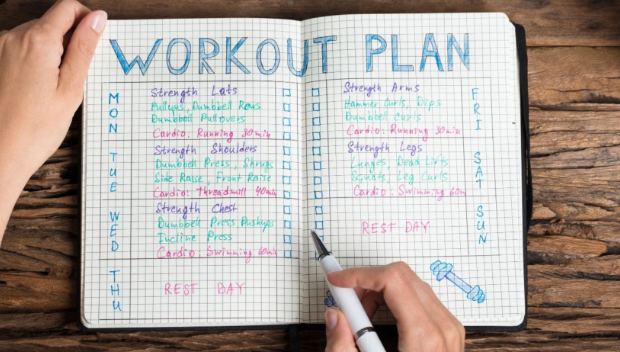 WORKOUT PLAN
MON
Strength Lats
Pullups, Dumbbell Rows
Dumbbell Pullovers
Cardio: Running 30min
TUE
Strength Shoulders
Dumbbell Press, Shrugs
Side Raise, Front Raise
Cardio: Threadmill 40min
WED
Strength Chest
Dumbbell Press Pushups
Incline Press
Cardio: Swimming 60min
THU
REST DAY
FRI
Strength Arms
Hammer Curls, Dips
Dumbbell Curls
Cardio: Running 30min
SAT
Strength Legs
Lunges, Dead Lifts
Squats, Leg Curls
Cardio: Swimming 60m
SUN
REST DAY